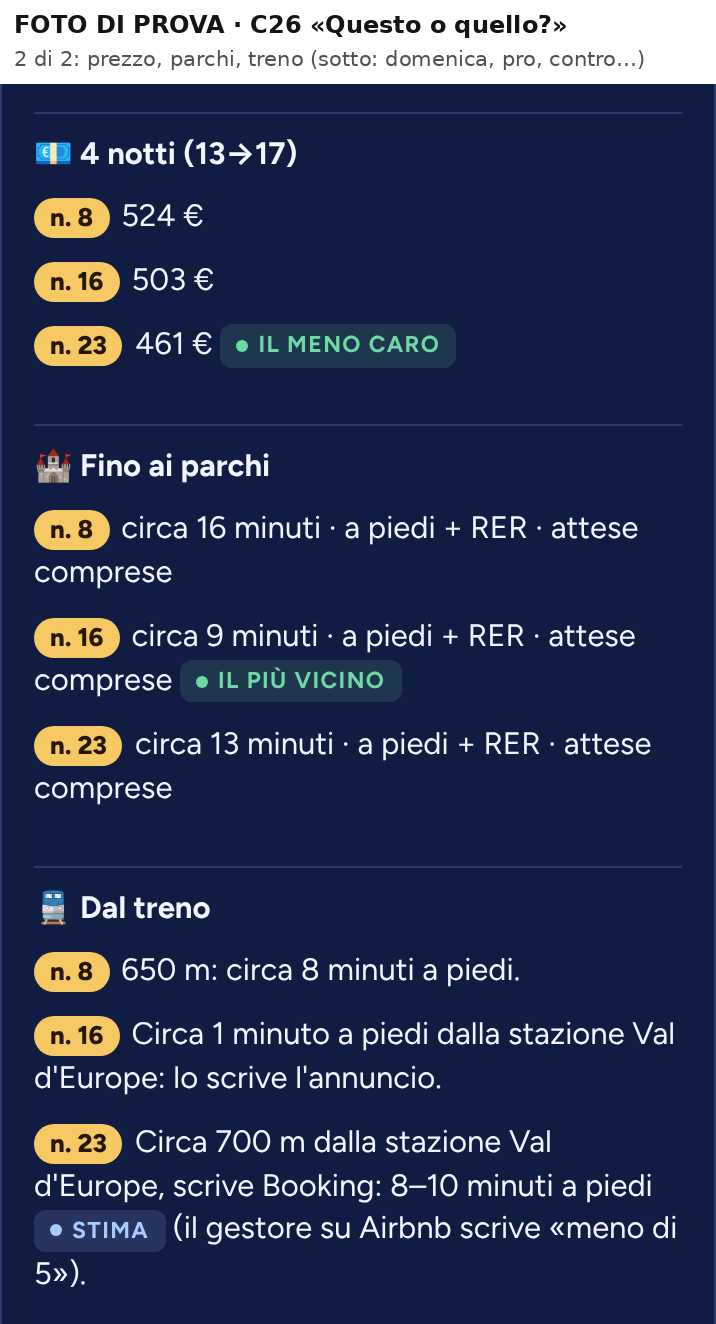 FOTO DI PROVA · C26 «Questo o quello?»
2 di 2: prezzo, parchi, treno (sotto: domenica, pro, contro…)
💶 4 notti (13→17)
n. 8 524 €
n. 16 503 €
n. 23 461 € ● IL MENO CARO
🏰 Fino ai parchi
n. 8 circa 16 minuti · a piedi + RER · attese
comprese
n. 16 circa 9 minuti · a piedi + RER · attese
comprese ● IL PIÙ VICINO
n. 23 circa 13 minuti · a piedi + RER · attese
comprese
🚆 Dal treno
n. 8 650 m: circa 8 minuti a piedi.
n. 16 Circa 1 minuto a piedi dalla stazione Val
d'Europe: lo scrive l'annuncio.
n. 23 Circa 700 m dalla stazione Val
d'Europe, scrive Booking: 8–10 minuti a piedi
● STIMA (il gestore su Airbnb scrive «meno di
5»).